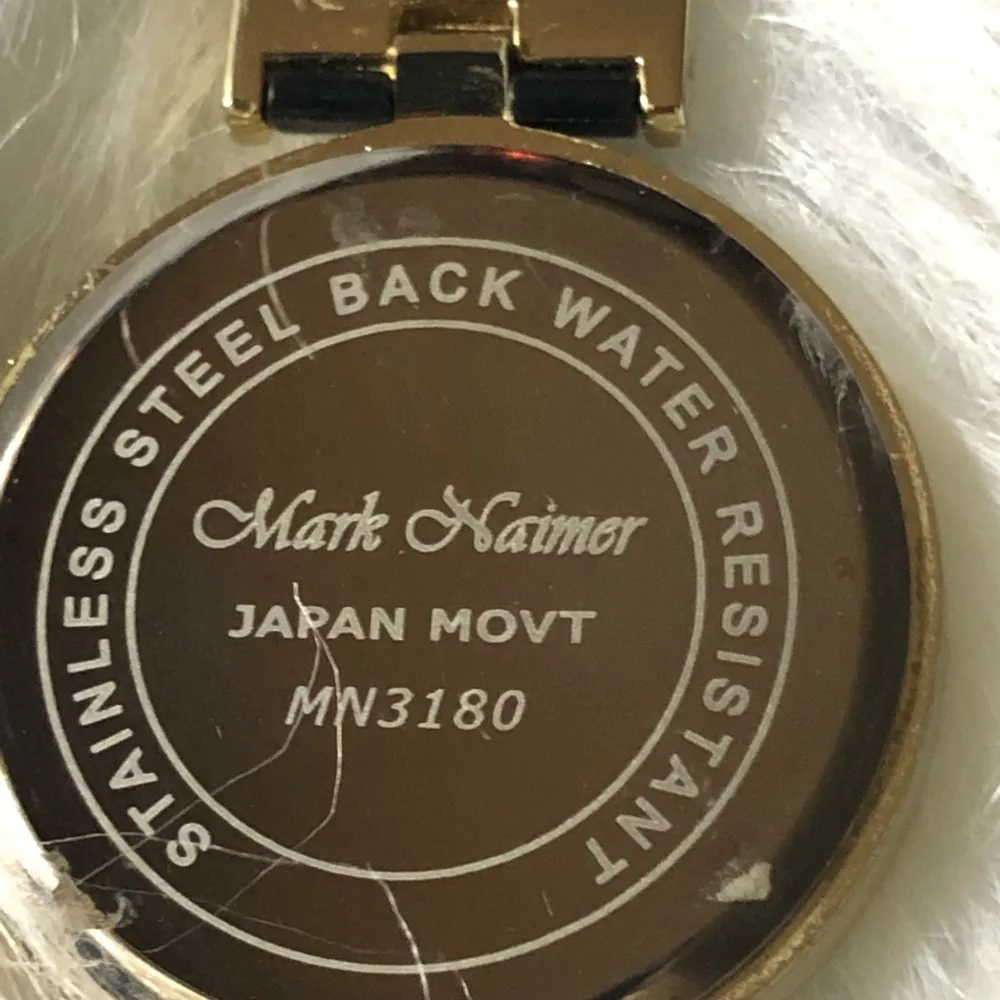 STAINLESS STEEL BACK WATER RESISTANT
Mark Naimer
JAPAN MOVT
MN3180